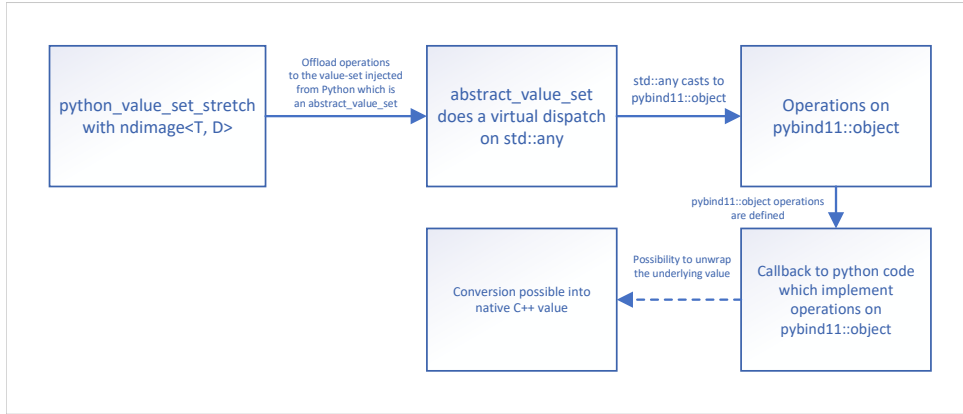 python_value_set_stretch
with ndimage<T, D>
Offload operations
to the value-set injected
from Python which is
an abstract_value_set
abstract_value_set
does a virtual dispatch
on std::any
std::any casts to
pybind11::object
Operations on
pybind11::object
pybind11::object operations
are defined
Callback to python code
which implement
operations on
pybind11::object
Possibility to unwrap
the underlying value
Conversion possible into
native C++ value